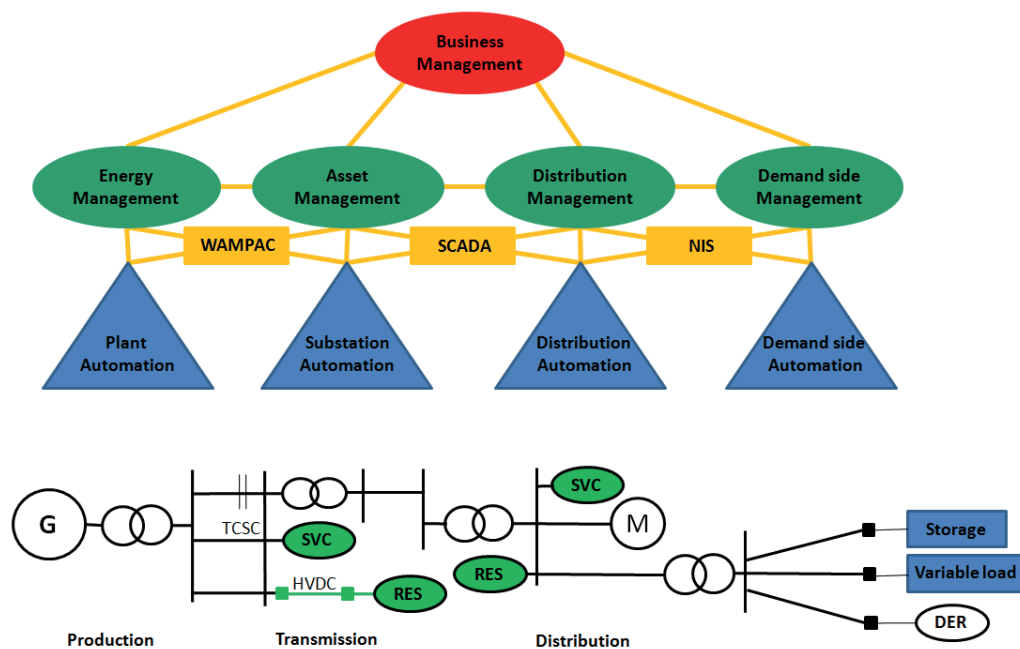 Business
Management
Energy
Management
Asset
Management
Distribution
Management
Demand side
Management
WAMPAC
SCADA
NIS
Plant
Automation
Substation
Automation
Distribution
Automation
Demand side
Automation
G
TCSC
SVC
HVDC
RES
SVC
M
RES
Storage
Variable load
DER
Production
Transmission
Distribution